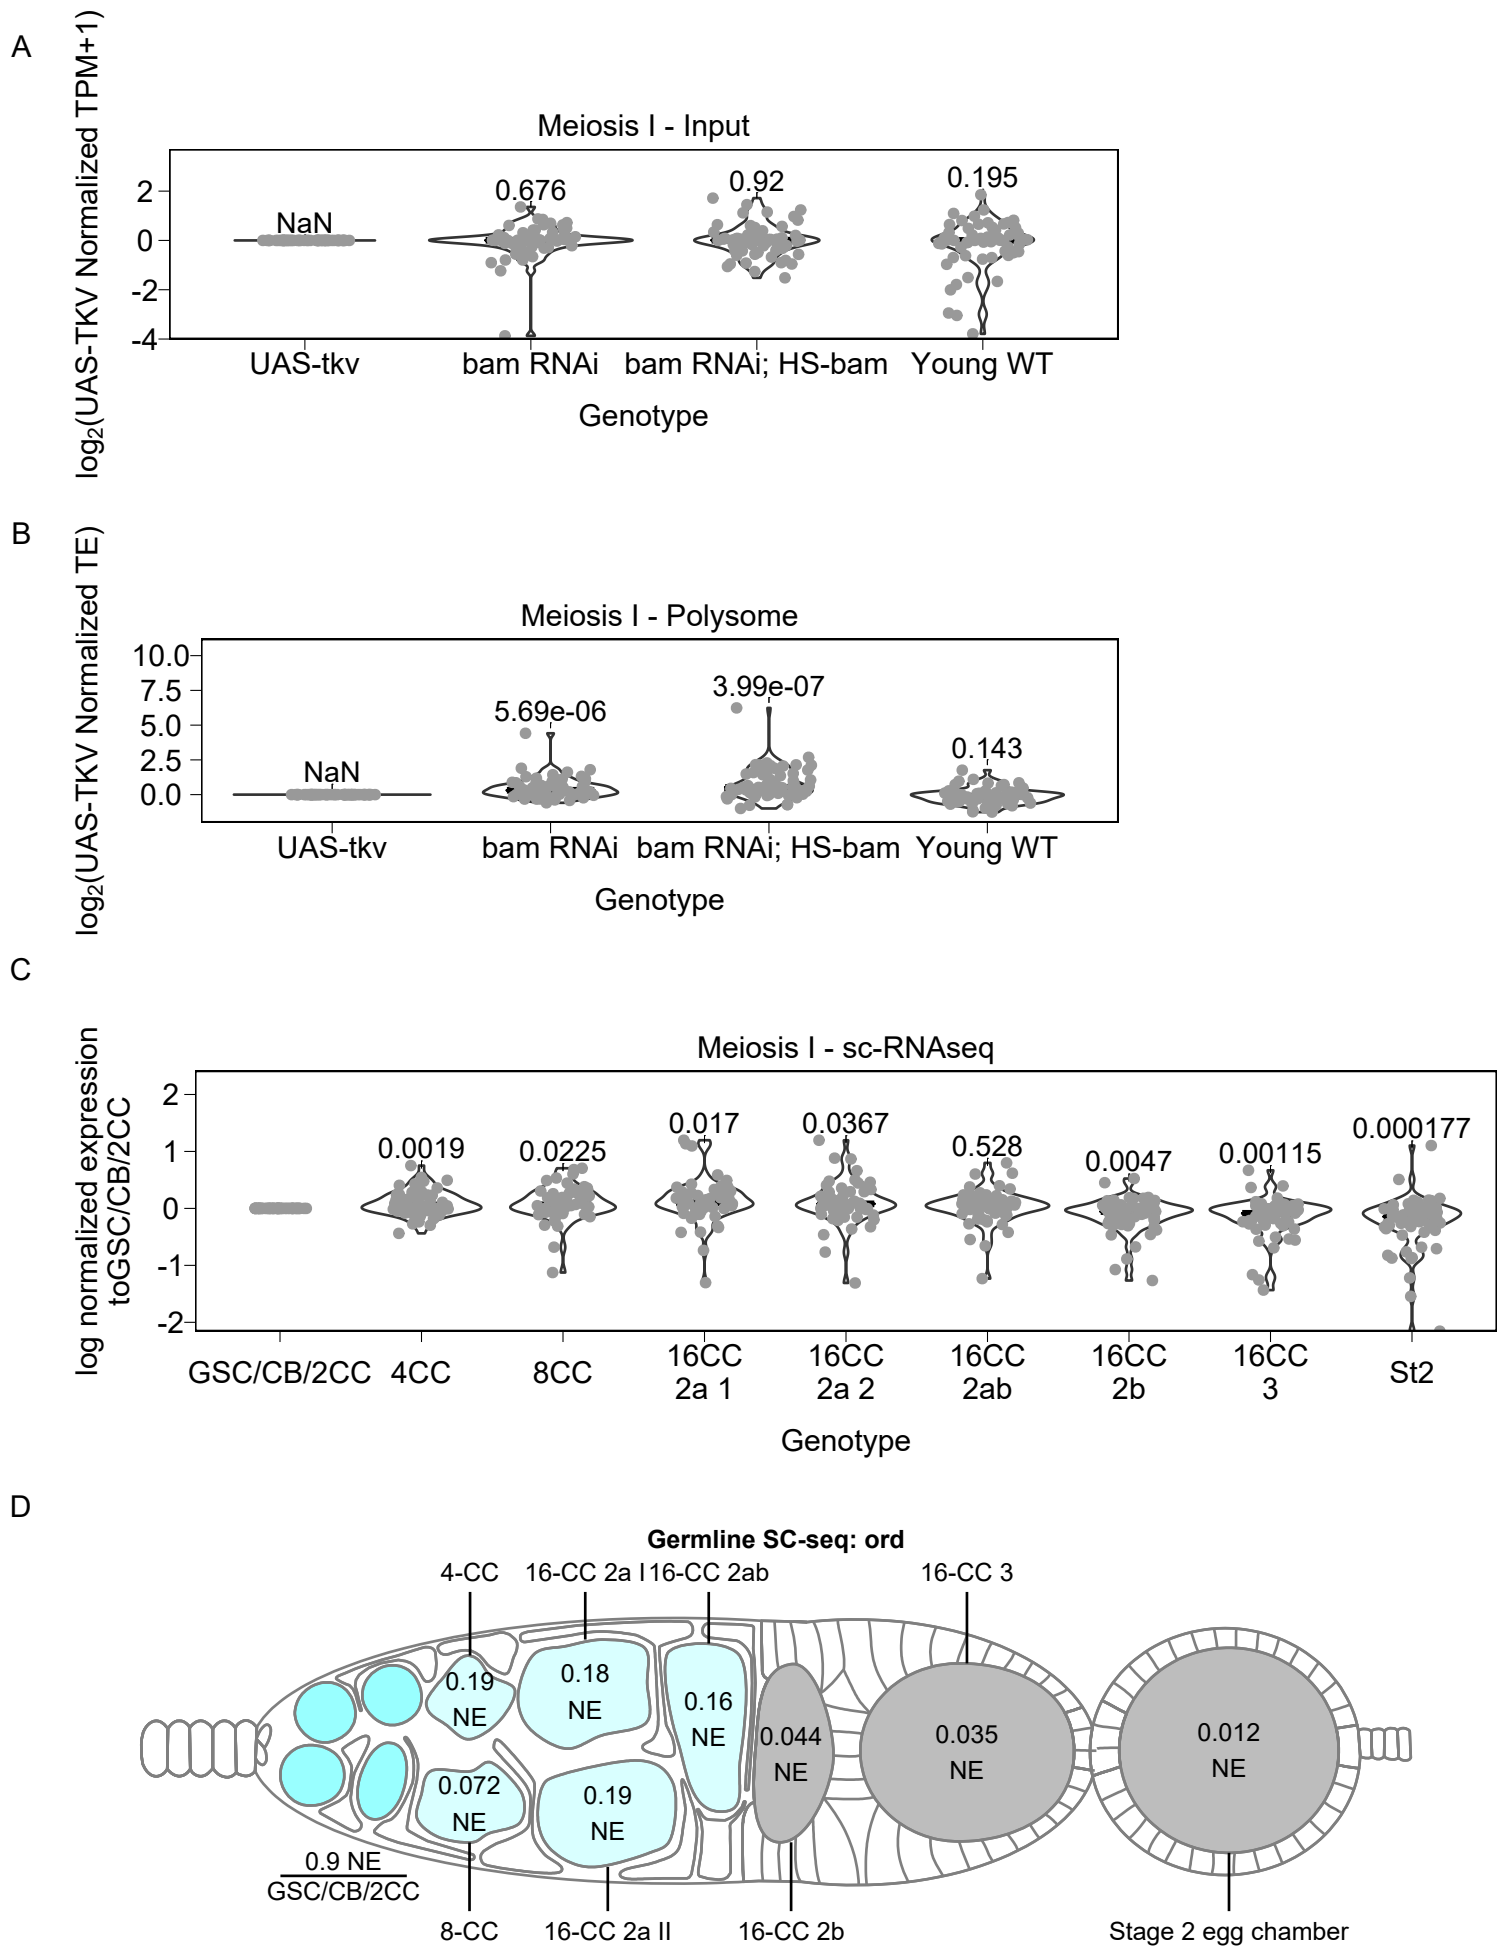 A
log₂(UAS-TKV Normalized TPM+1)
Meiosis I - Input
2
0
-2
-4
NaN
0.676
0.92
0.195
UAS-tkv
bam RNAi
bam RNAi; HS-bam
Young WT
Genotype
B
log₂(UAS-TKV Normalized TE)
Meiosis I - Polysome
10.0
7.5
5.0
2.5
0.0
NaN
5.69e-06
3.99e-07
0.143
UAS-tkv
bam RNAi
bam RNAi; HS-bam
Young WT
Genotype
C
log normalized expression
toGSC/CB/2CC
Meiosis I - sc-RNAseq
2
1
0
-1
-2
0.0019
0.0225
0.017
0.0367
0.528
0.0047
0.00115
0.000177
GSC/CB/2CC
4CC
8CC
16CC
2a 1
16CC
2a 2
16CC
2ab
16CC
2b
16CC
3
St2
Genotype
D
Germline SC-seq: ord
4-CC
16-CC 2a I
16-CC 2ab
16-CC 3
0.19
NE
0.18
NE
0.16
NE
0.044
NE
0.035
NE
0.012
NE
0.072
NE
0.19
NE
0.9 NE
GSC/CB/2CC
8-CC
16-CC 2a II
16-CC 2b
Stage 2 egg chamber